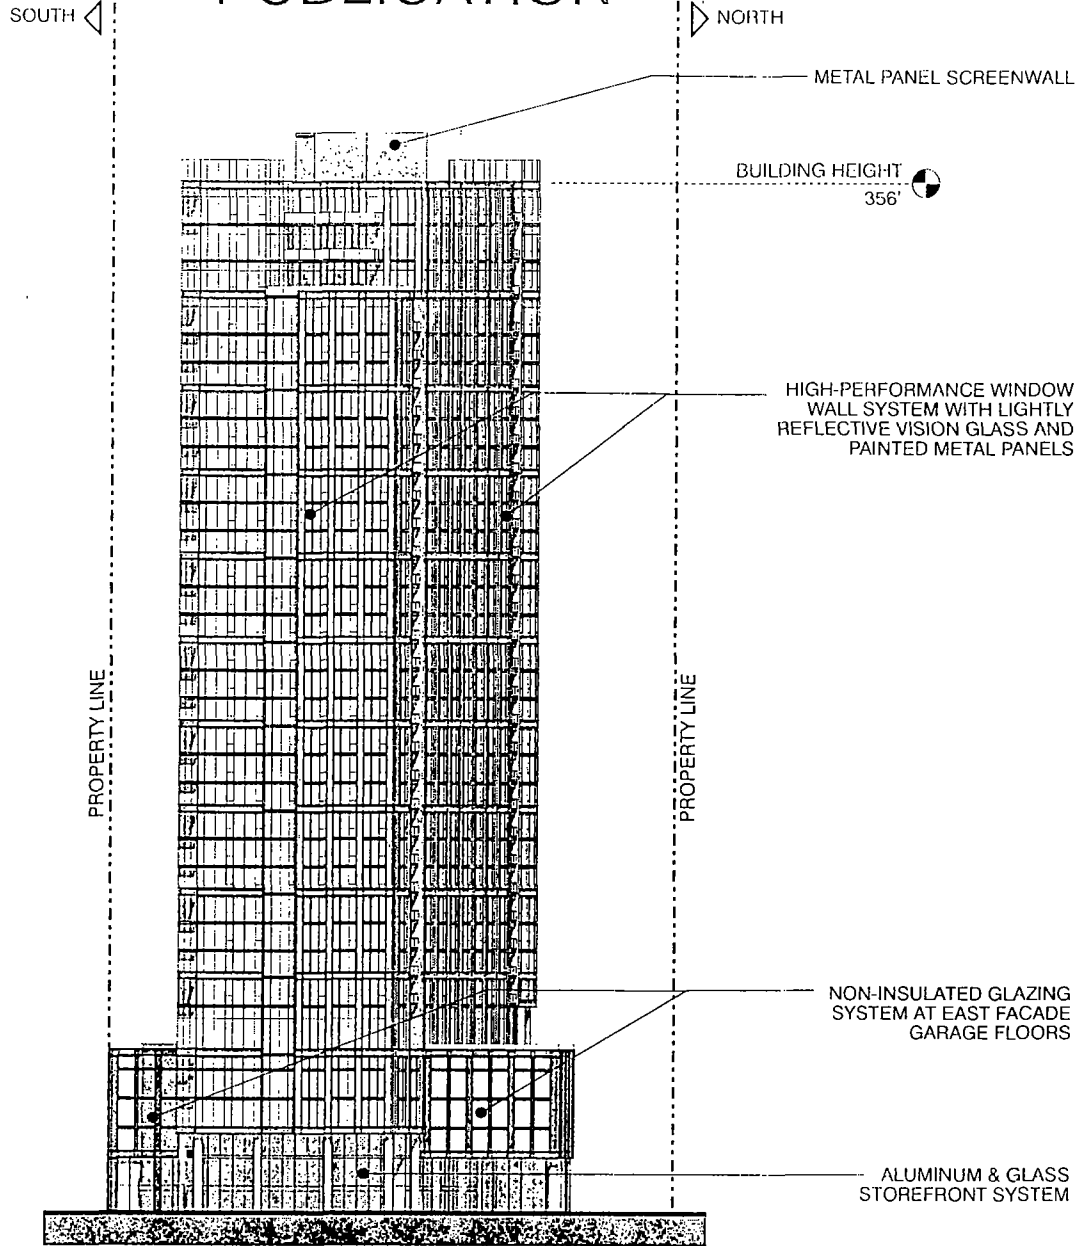 PUBLICATION
SOUTH
NORTH
METAL PANEL SCREENWALL
BUILDING HEIGHT
356'
HIGH-PERFORMANCE WINDOW
WALL SYSTEM WITH LIGHTLY
REFLECTIVE VISION GLASS AND
PAINTED METAL PANELS
PROPERTY LINE
PROPERTY LINE
NON-INSULATED GLAZING
SYSTEM AT EAST FACADE
GARAGE FLOORS
ALUMINUM & GLASS
STOREFRONT SYSTEM